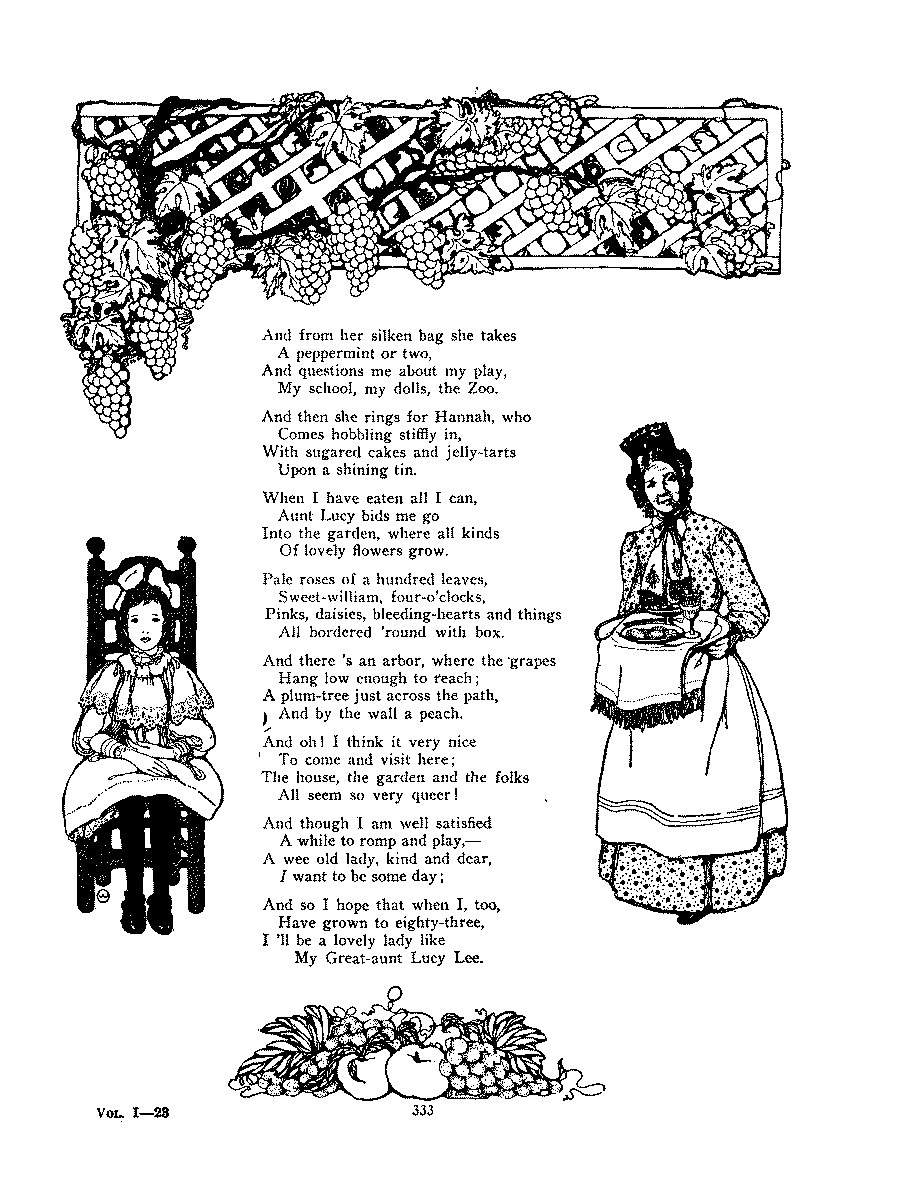 And from her silken bag she takes
A peppermint or two,
And questions me about my play,
My school, my dolls, the Zoo.
And then she rings for Hannah, who
Comes hobbling stiffly in,
With sugared cakes and jelly-tarts
Upon a shining tin.
When I have eaten all I can,
Aunt Lucy bids me go
Into the garden, where all kinds
Of lovely flowers grow.
Pale roses of a hundred leaves,
Sweet-william, four-o'clocks,
Pinks, daisies, bleeding-hearts and things
All bordered 'round with box.
And there 's an arbor, where the grapes
Hang low enough to reach;
A plum-tree just across the path,
And by the wall a peach.
And oh! I think it very nice
To come and visit here;
The house, the garden and the folks
All seem so very queer!
And though I am well satisfied
A while to romp and play,—
A wee old lady, kind and dear,
I want to be some day;
And so I hope that when I, too,
Have grown to eighty-three,
I 'll be a lovely lady like
My Great-aunt Lucy Lee.
VOL. I—23
333